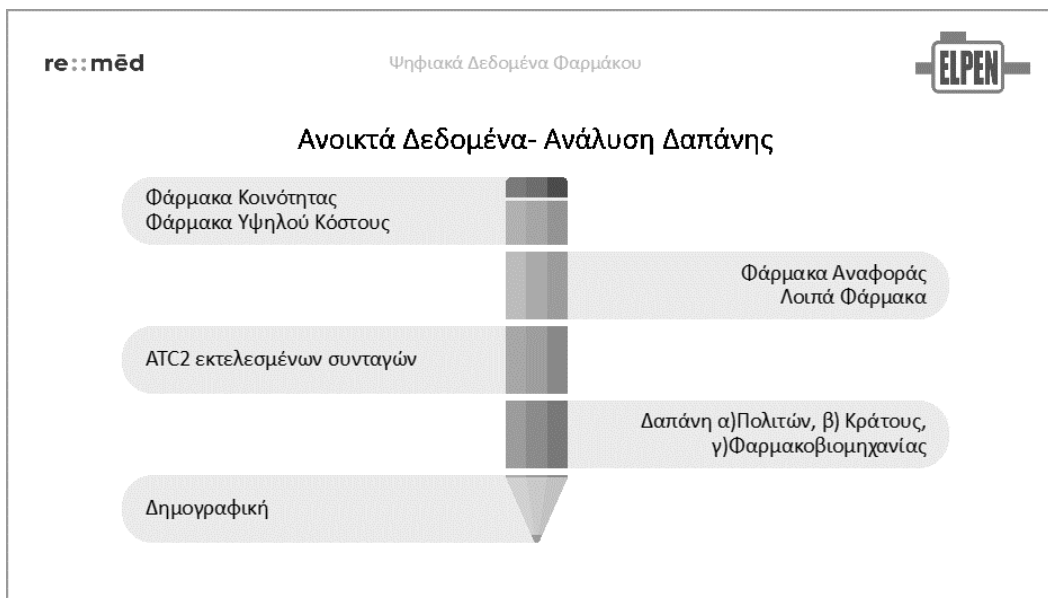 re::mēd
Ψηφιακά Δεδομένα Φαρμάκου
ELPEN
Ανοικτά Δεδομένα- Ανάλυση Δαπάνης
Φάρμακα Κοινότητας
Φάρμακα Υψηλού Κόστους
Φάρμακα Αναφοράς
Λοιπά Φάρμακα
ATC2 εκτελεσμένων συνταγών
Δαπάνη α)Πολιτών, β) Κράτους,
γ)Φαρμακοβιομηχανίας
Δημογραφική